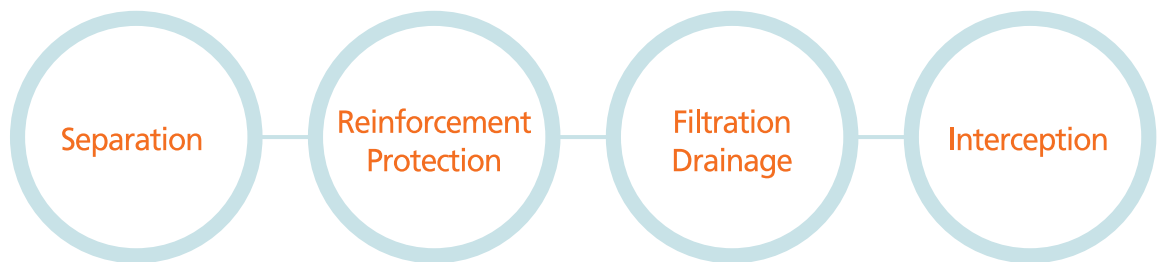 Separation
Reinforcement
Protection
Filtration
Drainage
Interception